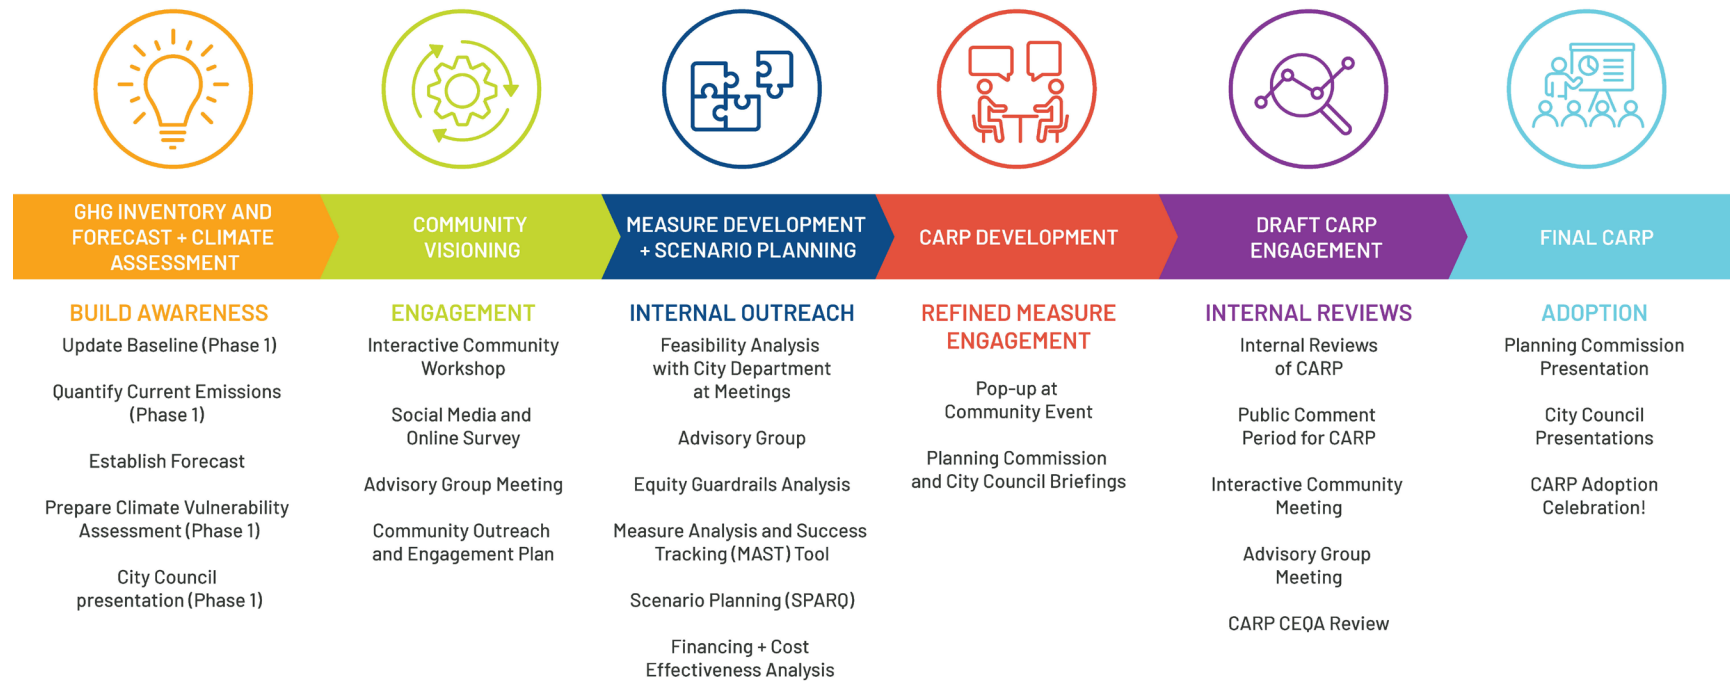 GHG INVENTORY AND
FORECAST + CLIMATE
ASSESSMENT
COMMUNITY
VISIONING
MEASURE DEVELOPMENT
+ SCENARIO PLANNING
CARP DEVELOPMENT
DRAFT CARP
ENGAGEMENT
FINAL CARP
BUILD AWARENESS
Update Baseline (Phase 1)
Quantify Current Emissions
(Phase 1)
Establish Forecast
Prepare Climate Vulnerability
Assessment (Phase 1)
City Council
presentation (Phase 1)
ENGAGEMENT
Interactive Community
Workshop
Social Media and
Online Survey
Advisory Group Meeting
Community Outreach
and Engagement Plan
INTERNAL OUTREACH
Feasibility Analysis
with City Department
at Meetings
Advisory Group
Equity Guardrails Analysis
Measure Analysis and Success
Tracking (MAST) Tool
Scenario Planning (SPARQ)
Financing + Cost
Effectiveness Analysis
REFINED MEASURE
ENGAGEMENT
Pop-up at
Community Event
Planning Commission
and City Council Briefings
INTERNAL REVIEWS
Internal Reviews
of CARP
Public Comment
Period for CARP
Interactive Community
Meeting
Advisory Group
Meeting
CARP CEQA Review
ADOPTION
Planning Commission
Presentation
City Council
Presentations
CARP Adoption
Celebration!